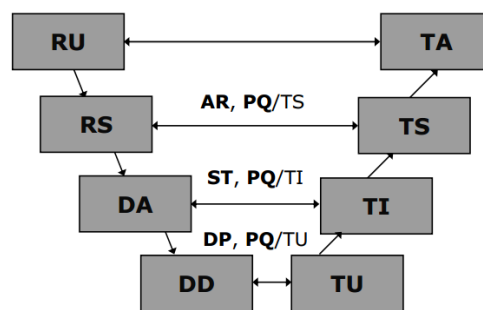 RU TA
AR, PQ/TS
RS TS
ST, PQ/TI
DA TI
DP, PQ/TU
DD TU